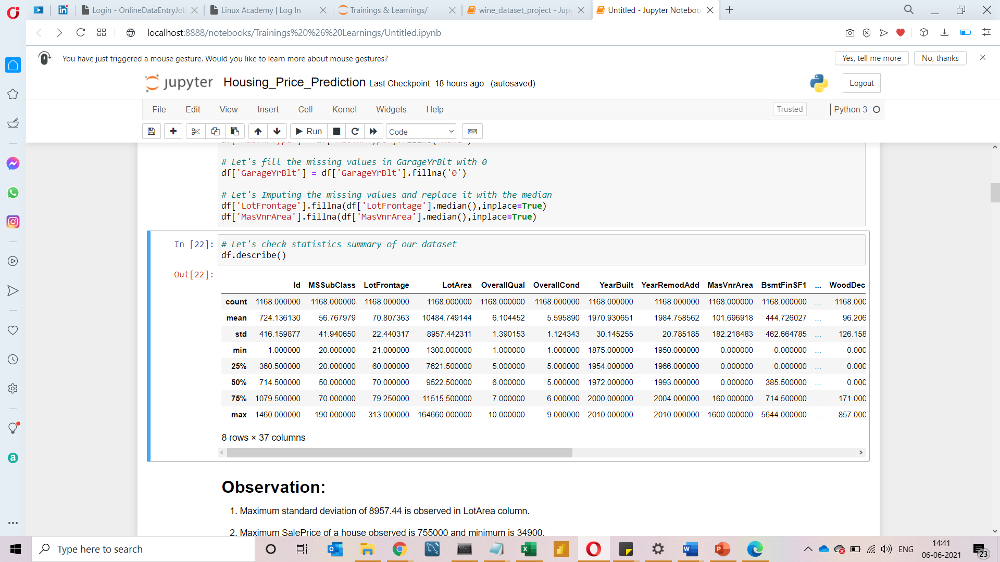 Login - OnlineDataEntryJob
Linux Academy | Log In
Trainings & Learnings/
wine_dataset_project - Jupy
Untitled - Jupyter Noteboo
localhost:8888/notebooks/Trainings%20%26%20Learnings/Untitled.ipynb
You have just triggered a mouse gesture. Would you like to learn more about mouse gestures?
Yes, tell me more
No, thanks
jupyter Housing_Price_Prediction Last Checkpoint: 18 hours ago (autosaved)
Logout
File Edit View Insert Cell Kernel Widgets Help
Trusted
Python 3
Run
Code
# Let's fill the missing values in GarageYrBlt with 0
df['GarageYrBlt'] = df['GarageYrBlt'].fillna('0')
# Let's Imputing the missing values and replace it with the median
df['LotFrontage'].fillna(df['LotFrontage'].median(),inplace=True)
df['MasVnrArea'].fillna(df['MasVnrArea'].median(),inplace=True)
In [22]: # Let's check statistics summary of our dataset
df.describe()
Out[22]:
Id MSSubClass LotFrontage LotArea OverallQual OverallCond YearBuilt YearRemodAdd MasVnrArea BsmtFinSF1 ... WoodDec
count 1168.000000 1168.000000 1168.000000 1168.000000 1168.000000 1168.000000 1168.000000 1168.000000 1168.000000 1168.000000 ... 1168.000
mean 724.136130 56.767979 70.807363 10484.749144 6.104452 5.595890 1970.930651 1984.758562 101.696918 444.726027 ... 96.206
std 416.159877 41.940650 22.440317 8957.442311 1.390153 1.124343 30.145255 20.785185 182.218483 462.664785 ... 126.158
min 1.000000 20.000000 21.000000 1300.000000 1.000000 1.000000 1875.000000 1950.000000 0.000000 0.000000 ... 0.000
25% 360.500000 20.000000 60.000000 7621.500000 5.000000 5.000000 1954.000000 1966.000000 0.000000 0.000000 ... 0.000
50% 714.500000 50.000000 70.000000 9522.500000 6.000000 5.000000 1972.000000 1993.000000 0.000000 385.500000 ... 0.000
75% 1079.500000 70.000000 79.250000 11515.500000 7.000000 6.000000 2000.000000 2004.000000 160.000000 714.500000 ... 171.000
max 1460.000000 190.000000 313.000000 164660.000000 10.000000 9.000000 2010.000000 2010.000000 1600.000000 5644.000000 ... 857.000
8 rows × 37 columns
Observation:
1. Maximum standard deviation of 8957.44 is observed in LotArea column.
2. Maximum SalePrice of a house observed is 755000 and minimum is 34900.
Type here to search
ENG
14:41
06-06-2021
23